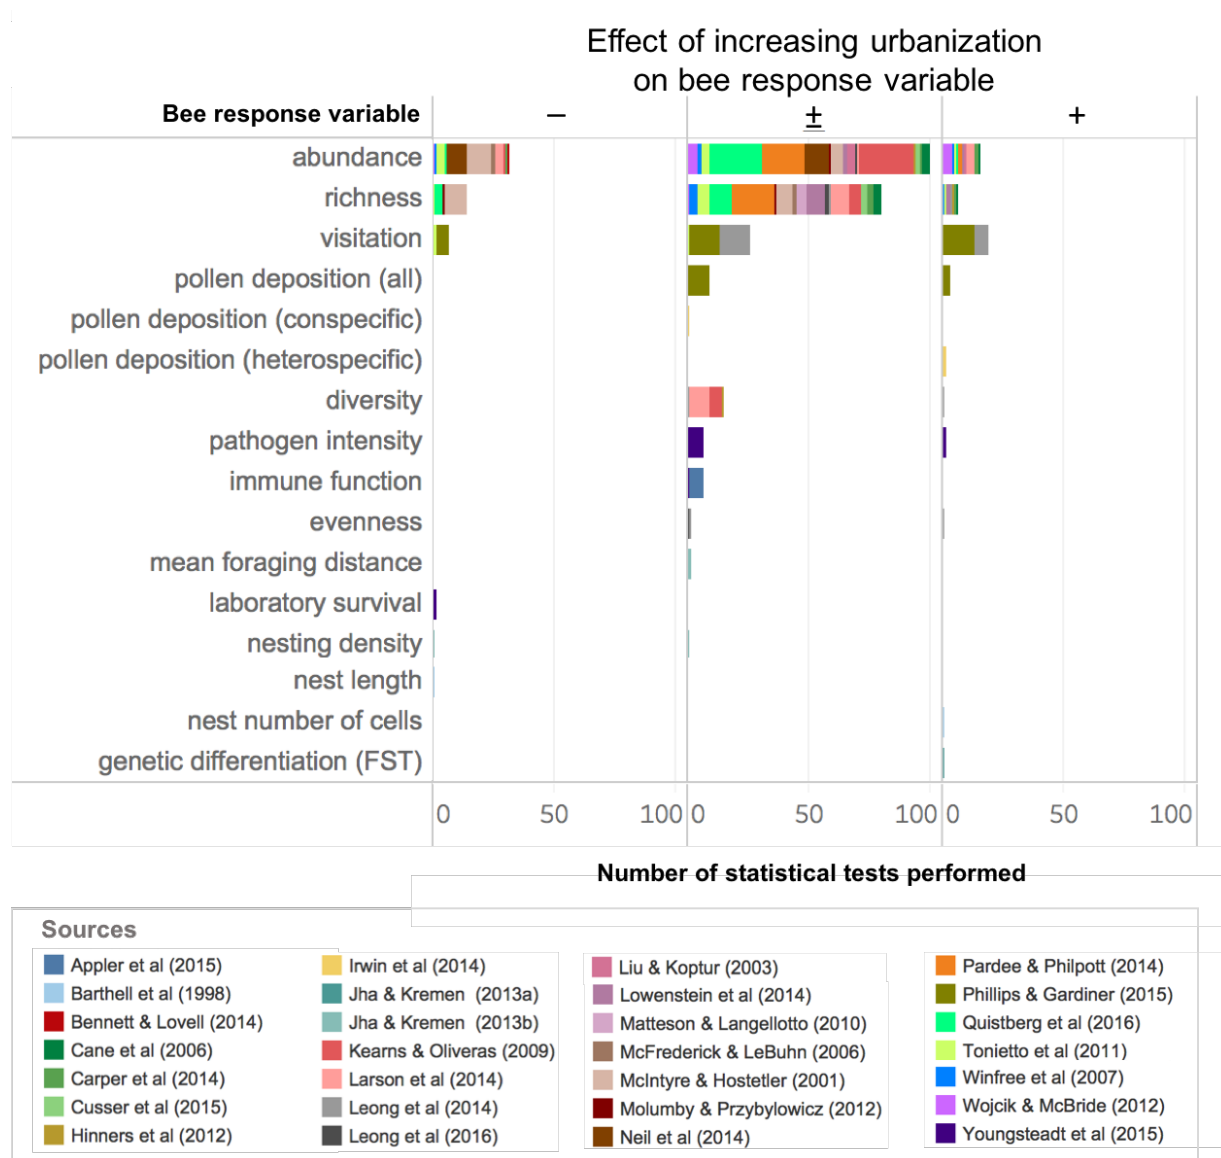 Effect of increasing urbanization
on bee response variable
Bee response variable − ± +
abundance
richness
visitation
pollen deposition (all)
pollen deposition (conspecific)
pollen deposition (heterospecific)
diversity
pathogen intensity
immune function
evenness
mean foraging distance
laboratory survival
nesting density
nest length
nest number of cells
genetic differentiation (FST)
0 50 100 0 50 100 0 50 100
Number of statistical tests performed
Sources
Appler et al (2015)
Barthell et al (1998)
Bennett & Lovell (2014)
Cane et al (2006)
Carper et al (2014)
Cusser et al (2015)
Hinners et al (2012)
Irwin et al (2014)
Jha & Kremen (2013a)
Jha & Kremen (2013b)
Kearns & Oliveras (2009)
Larson et al (2014)
Leong et al (2014)
Leong et al (2016)
Liu & Koptur (2003)
Lowenstein et al (2014)
Matteson & Langellotto (2010)
McFrederick & LeBuhn (2006)
McIntyre & Hostetler (2001)
Molumby & Przybylowicz (2012)
Neil et al (2014)
Pardee & Philpott (2014)
Phillips & Gardiner (2015)
Quistberg et al (2016)
Tonietto et al (2011)
Winfree et al (2007)
Wojcik & McBride (2012)
Youngsteadt et al (2015)